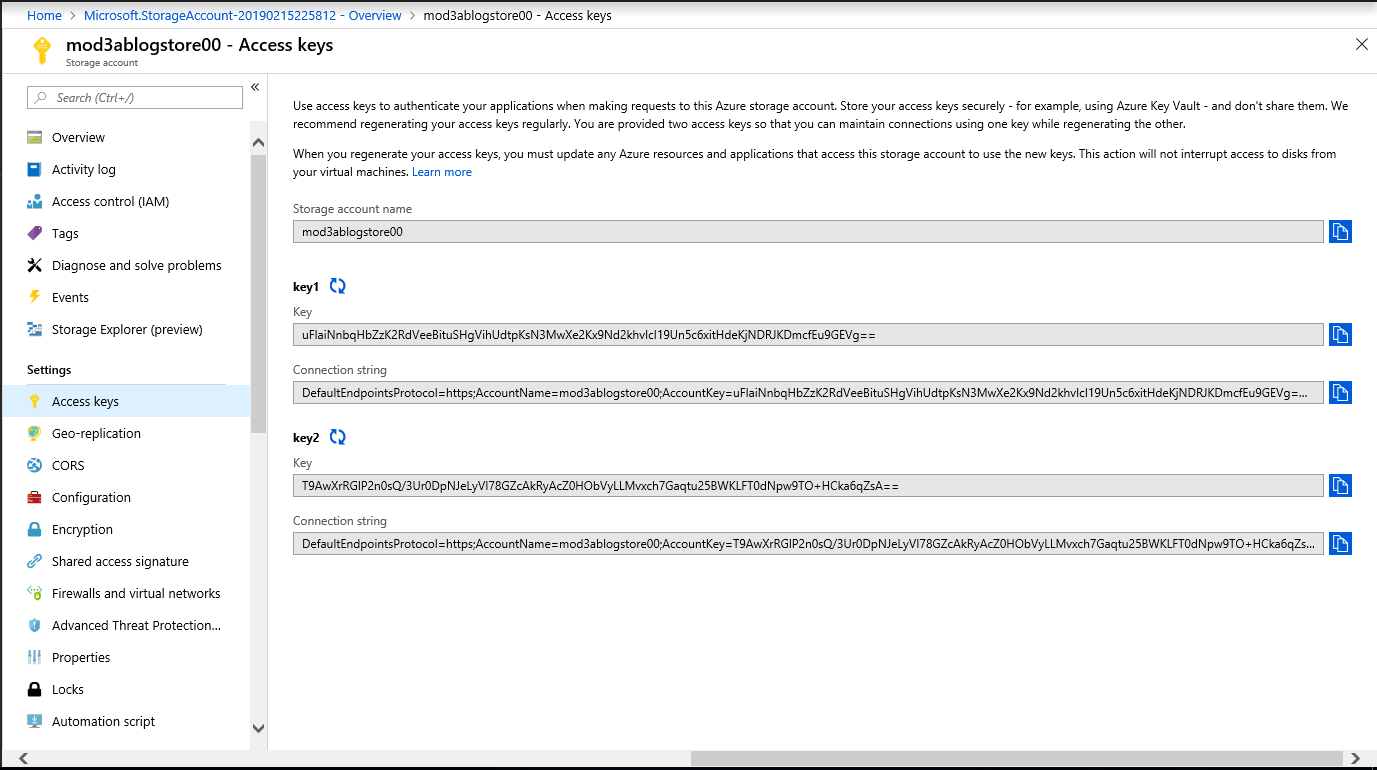 Home > Microsoft.StorageAccount-20190215225812 - Overview > mod3ablogstore00 - Access keys
mod3ablogstore00 - Access keys
Storage account
Search (Ctrl+/)
Overview
Activity log
Access control (IAM)
Tags
Diagnose and solve problems
Events
Storage Explorer (preview)
Settings
Access keys
Geo-replication
CORS
Configuration
Encryption
Shared access signature
Firewalls and virtual networks
Advanced Threat Protection...
Properties
Locks
Automation script
Use access keys to authenticate your applications when making requests to this Azure storage account. Store your access keys securely - for example, using Azure Key Vault - and don't share them. We
recommend regenerating your access keys regularly. You are provided two access keys so that you can maintain connections using one key while regenerating the other.
When you regenerate your access keys, you must update any Azure resources and applications that access this storage account to use the new keys. This action will not interrupt access to disks from
your virtual machines. Learn more
Storage account name
mod3ablogstore00
key1
Key
Connection string
DefaultEndpointsProtocol=https;AccountName=mod3ablogstore00;AccountKey=
key2
Key
Connection string
DefaultEndpointsProtocol=https;AccountName=mod3ablogstore00;AccountKey=